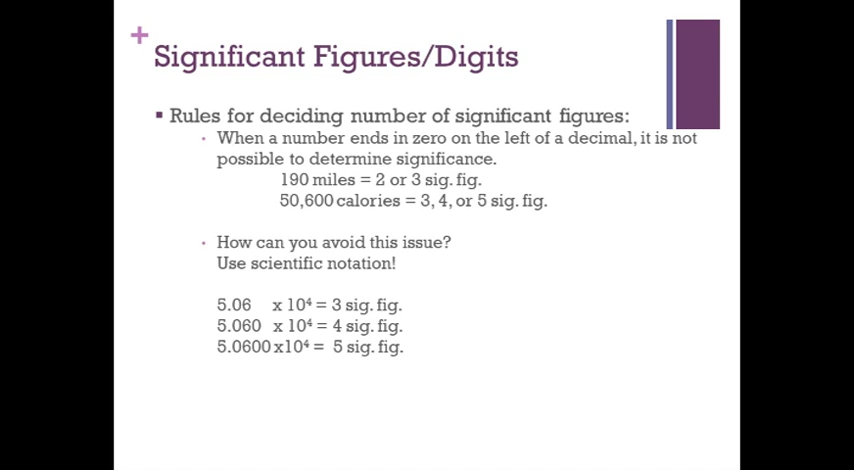 +
Significant Figures/Digits
▪ Rules for deciding number of significant figures:
• When a number ends in zero on the left of a decimal, it is not
possible to determine significance.
190 miles = 2 or 3 sig. fig.
50,600 calories = 3, 4, or 5 sig. fig.
• How can you avoid this issue?
Use scientific notation!
5.06 x 10⁴ = 3 sig. fig.
5.060 x 10⁴ = 4 sig. fig.
5.0600 x10⁴ = 5 sig. fig.